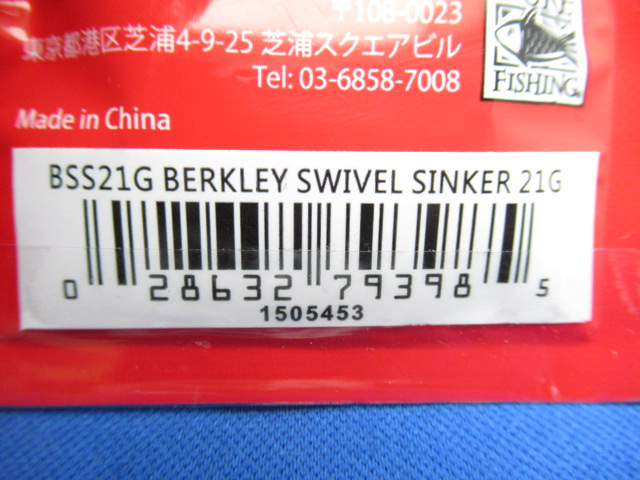 〒108-0023
東京都港区芝浦4-9-25 芝浦スクエアビル
Tel: 03-6858-7008
FISHING
Made in China
BSS21G BERKLEY SWIVEL SINKER 21G
0 28632 79398 5
1505453